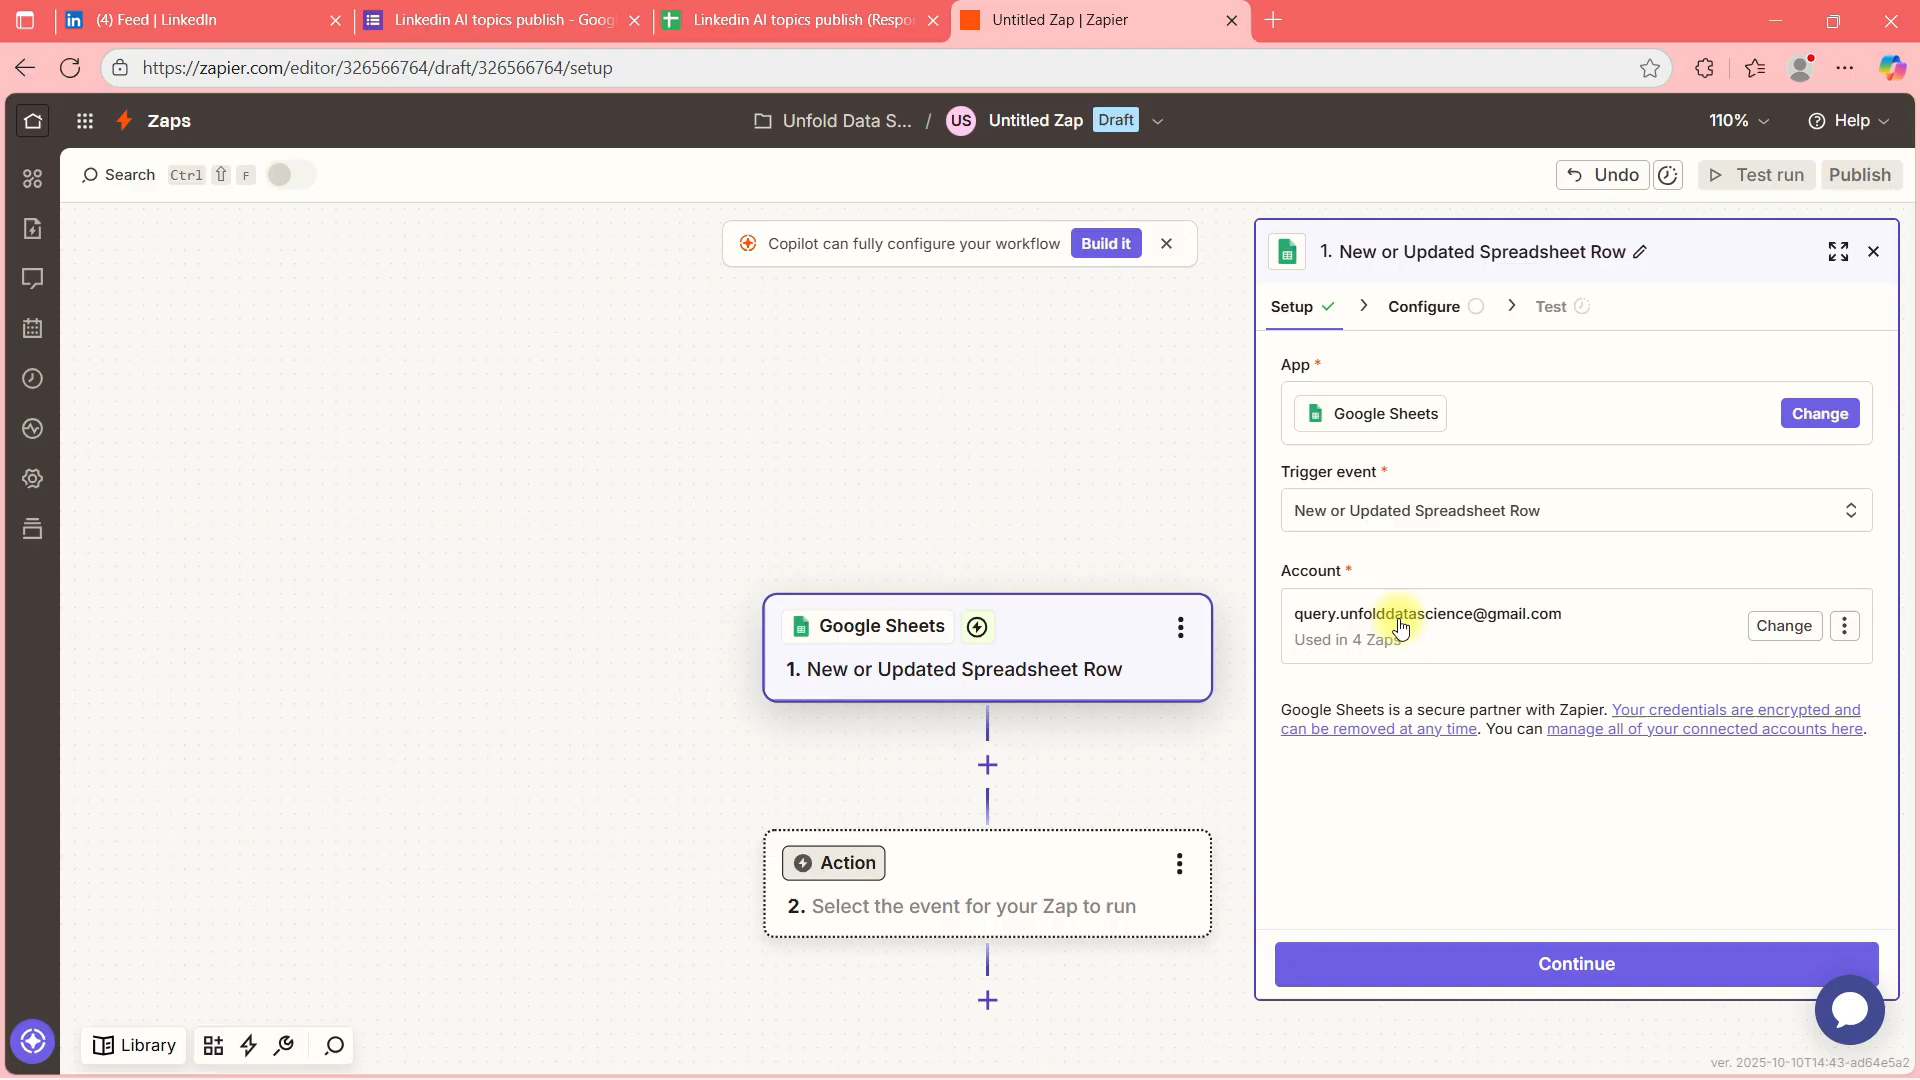 (4) Feed | LinkedIn
Linkedin AI topics publish - Goog
Linkedin AI topics publish (Respo
Untitled Zap | Zapier
https://zapier.com/editor/326566764/draft/326566764/setup
Zaps
Unfold Data S... / US Untitled Zap Draft
110%
Help
Search Ctrl ⇧ F
Undo
Test run
Publish
Copilot can fully configure your workflow Build it
1. New or Updated Spreadsheet Row
Setup
Configure
Test
App *
Google Sheets
Change
Trigger event *
New or Updated Spreadsheet Row
Account *
query.unfolddatascience@gmail.com
Used in 4 Zaps
Change
Google Sheets is a secure partner with Zapier. Your credentials are encrypted and
can be removed at any time. You can manage all of your connected accounts here.
Continue
Google Sheets
1. New or Updated Spreadsheet Row
Action
2. Select the event for your Zap to run
Library
ver. 2025-10-10T14:43-ad64e5a2